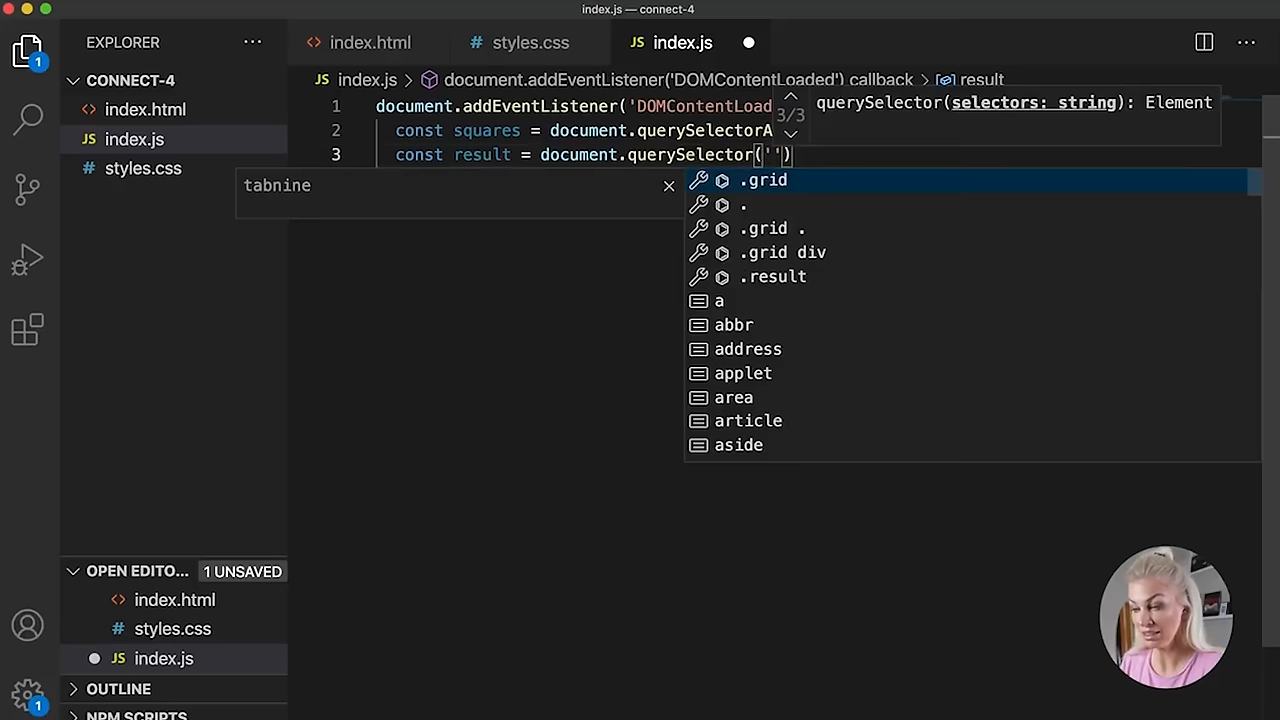 index.js — connect-4
EXPLORER
index.html
styles.css
index.js
CONNECT-4
index.js > document.addEventListener('DOMContentLoaded') callback > result
index.html
index.js
styles.css
1 document.addEventListener('DOMContentLoad
2 const squares = document.querySelectorA
3 const result = document.querySelector('')
3/3
querySelector(selectors: string): Element
tabnine
.grid
.
.grid .
.grid div
.result
a
abbr
address
applet
area
article
aside
OPEN EDITO... 1 UNSAVED
index.html
styles.css
index.js
OUTLINE
NPM SCRIPTS
1
1